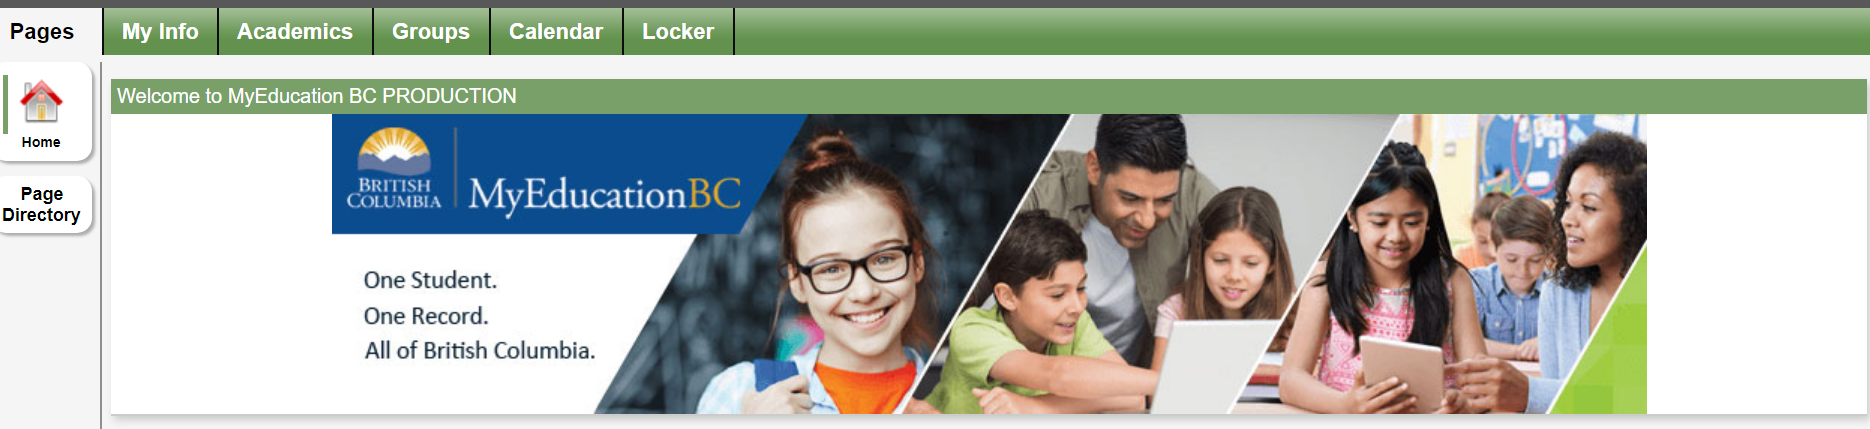 Pages
My Info
Academics
Groups
Calendar
Locker
Home
Page
Directory
Welcome to MyEducation BC PRODUCTION
BRITISH
COLUMBIA
MyEducationBC
One Student.
One Record.
All of British Columbia.